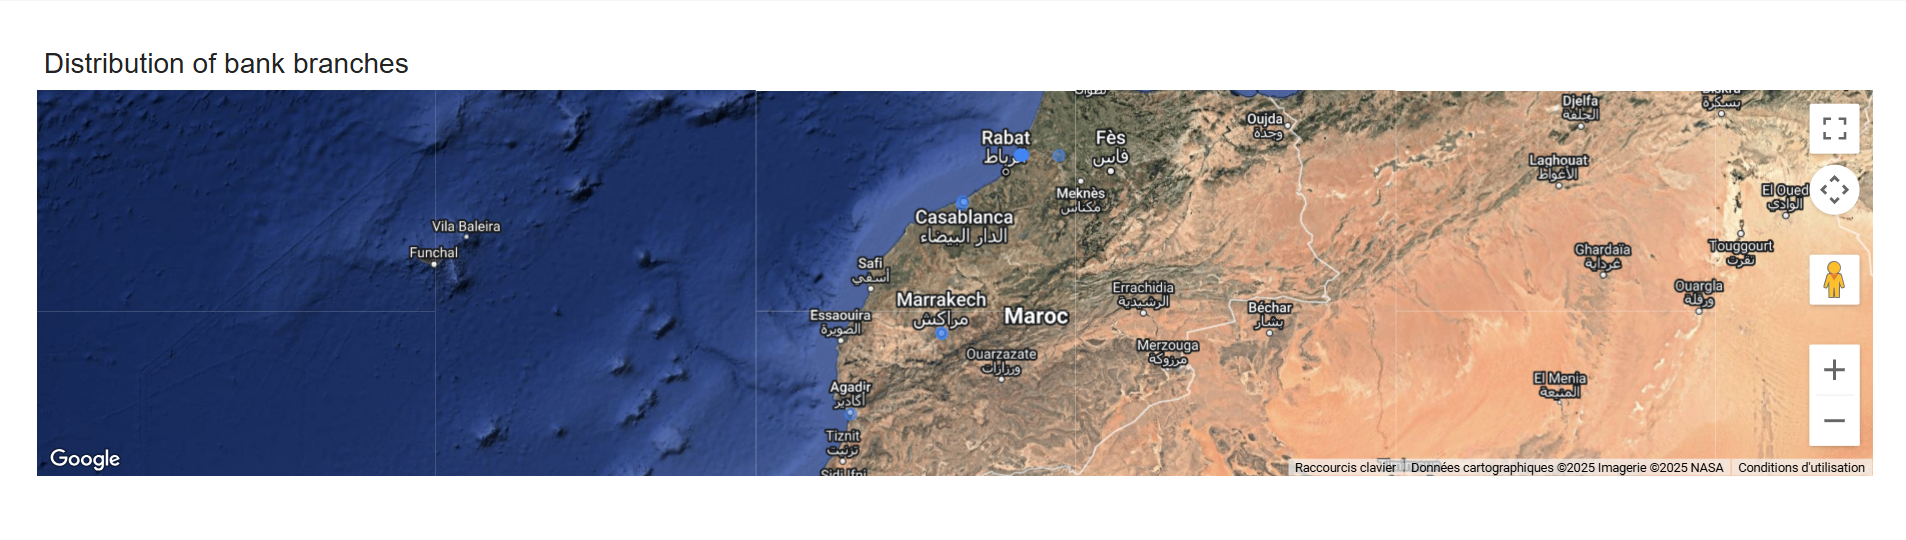 Distribution of bank branches
Djelfa
الجلفة
بسكرة
Oujda
وجدة
Rabat
Fès
فاس
Laghouat
الأغواط
El Oued
الوادي
Meknès
مكناس
Casablanca
الدار البيضاء
Vila Baleira
Funchal
Touggourt
تقرت
Ghardaïa
غرداية
Safi
أسفي
Errachidia
الرشيدية
Ouargla
ورقلة
Marrakech
مراكش
Maroc
Béchar
بشار
Essaouira
الصويرة
Merzouga
مرزوكة
Ouarzazate
ورزازات
El Menia
المنيعة
Agadir
أكادير
Tiznit
تزنيت
Sidi Ifni
Google
Raccourcis clavier
Données cartographiques ©2025 Imagerie ©2025 NASA
Conditions d'utilisation